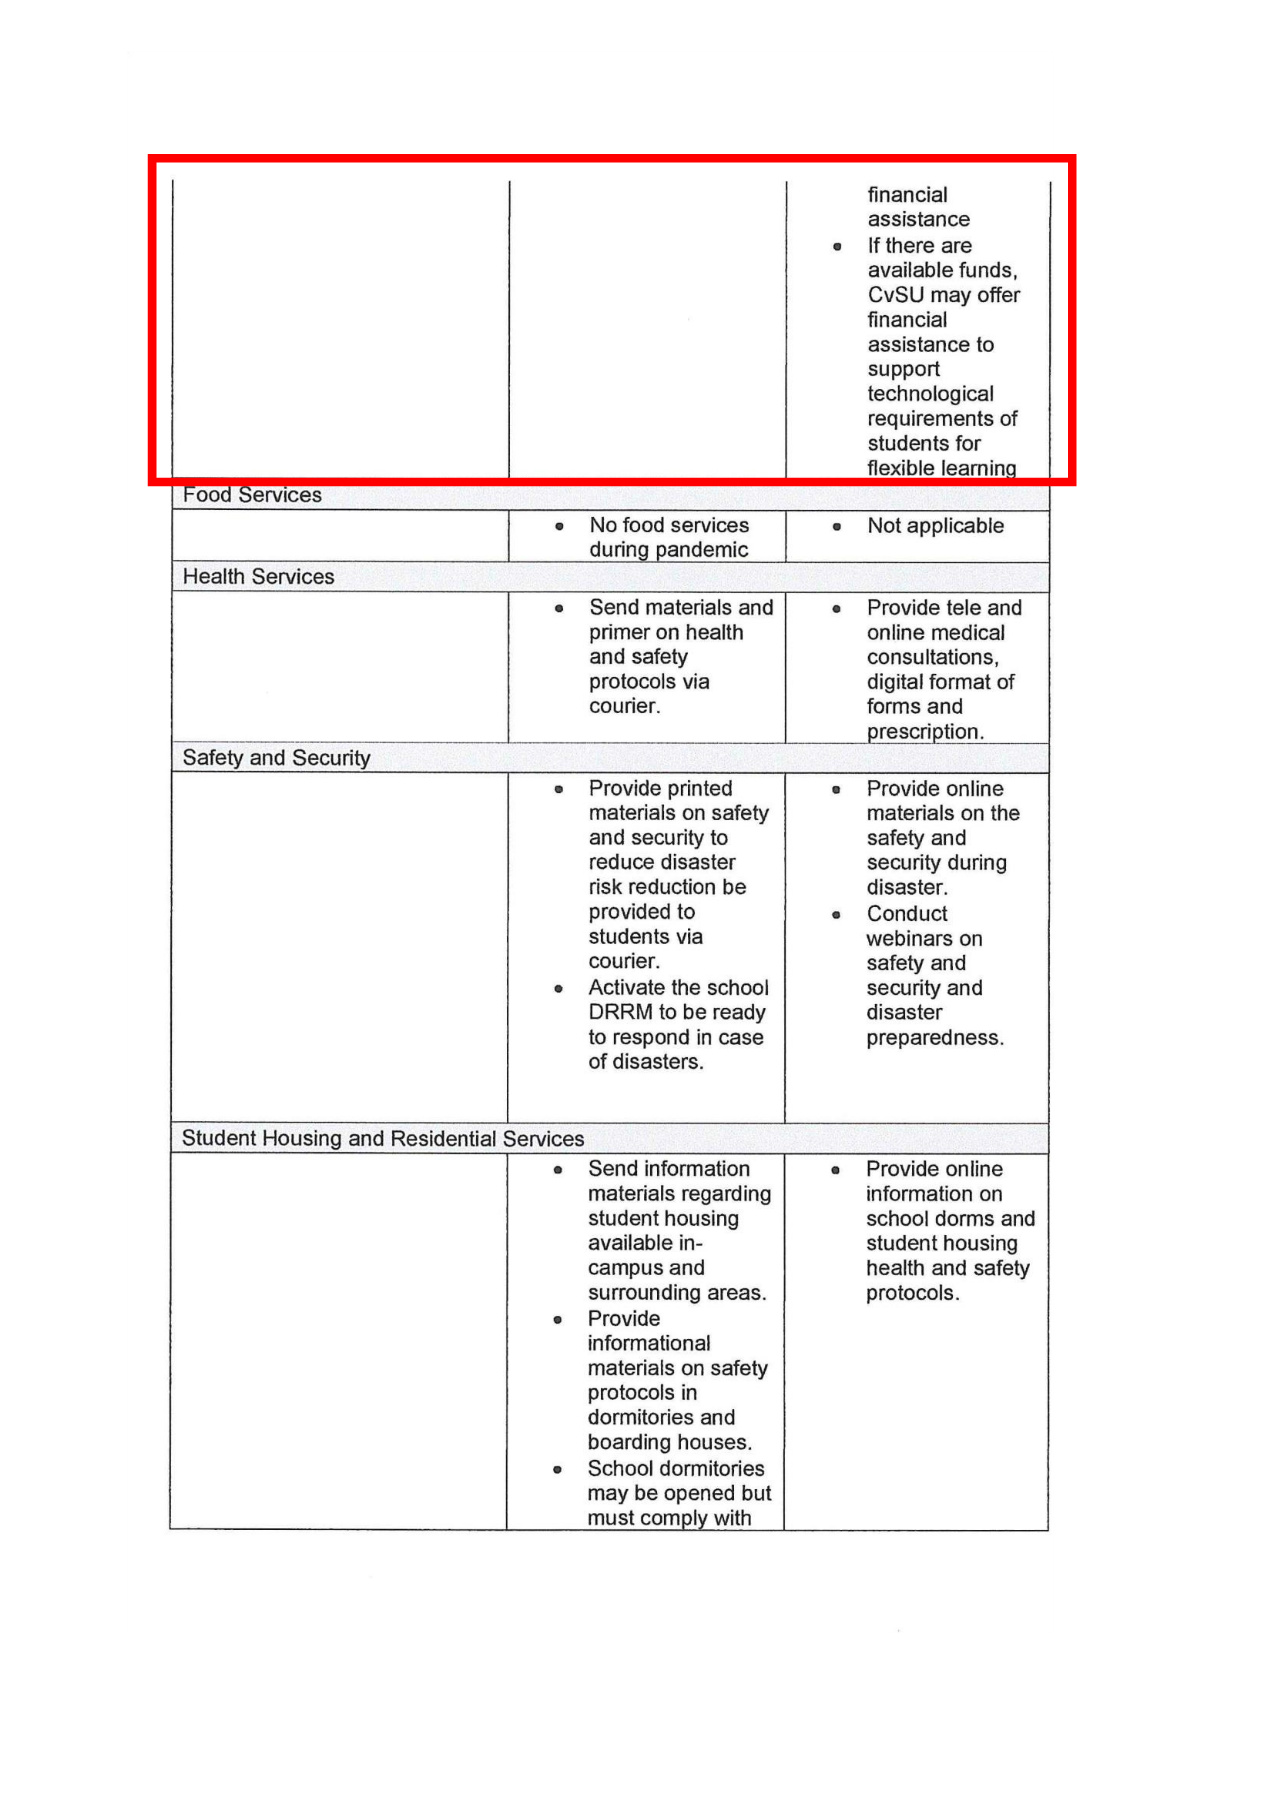 financial
assistance
• If there are
available funds,
CvSU may offer
financial
assistance to
support
technological
requirements of
students for
flexible learning
Food Services
• No food services
during pandemic
• Not applicable
Health Services
• Send materials and
primer on health
and safety
protocols via
courier.
• Provide tele and
online medical
consultations,
digital format of
forms and
prescription.
Safety and Security
• Provide printed
materials on safety
and security to
reduce disaster
risk reduction be
provided to
students via
courier.
• Activate the school
DRRM to be ready
to respond in case
of disasters.
• Provide online
materials on the
safety and
security during
disaster.
• Conduct
webinars on
safety and
security and
disaster
preparedness.
Student Housing and Residential Services
• Send information
materials regarding
student housing
available in-
campus and
surrounding areas.
• Provide
informational
materials on safety
protocols in
dormitories and
boarding houses.
• School dormitories
may be opened but
must comply with
• Provide online
information on
school dorms and
student housing
health and safety
protocols.